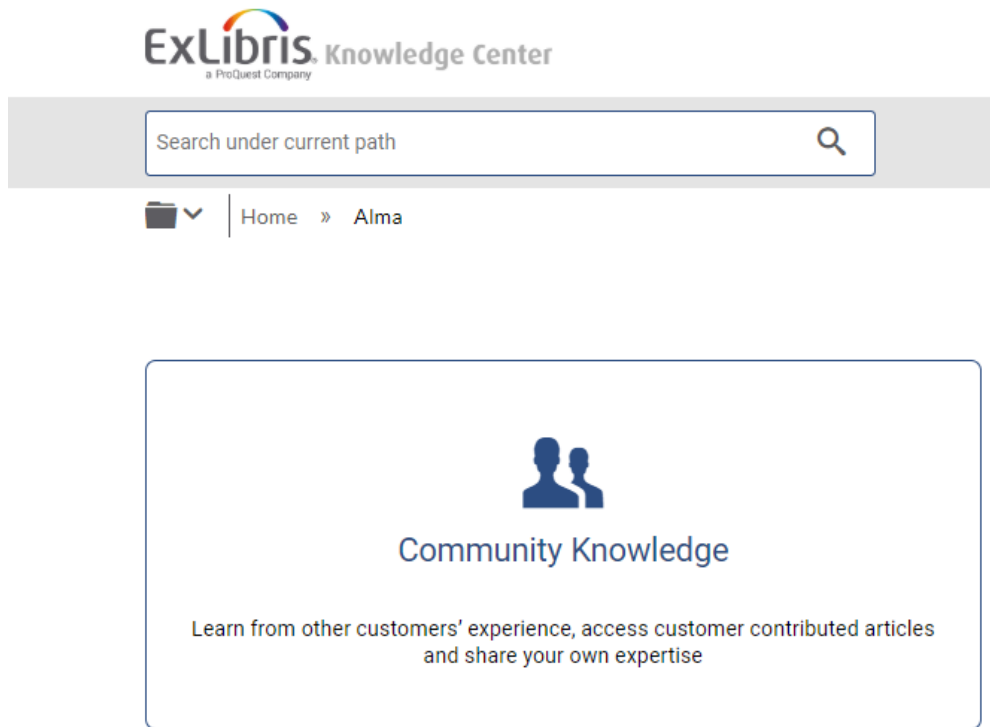 ExLibris® Knowledge Center
a ProQuest Company
Search under current path
Home » Alma
Community Knowledge
Learn from other customers’ experience, access customer contributed articles
and share your own expertise